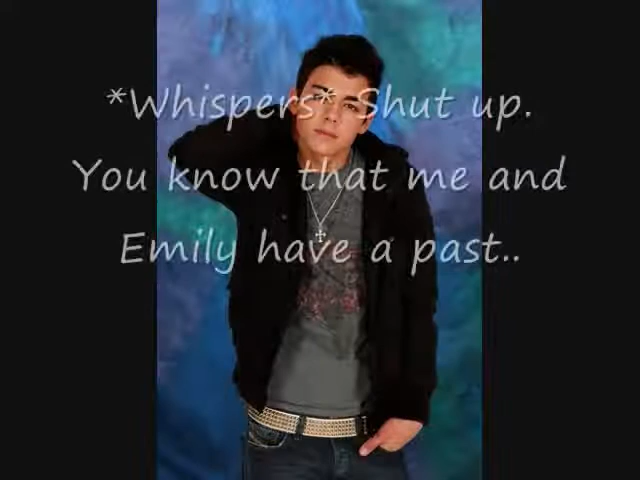 *Whispers* Shut up.
You know that me and
Emily have a past..